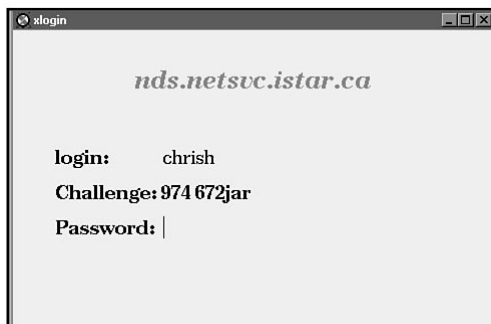 xlogin
nds.netsvc.istar.ca
login: chrish
Challenge: 974 672jar
Password: